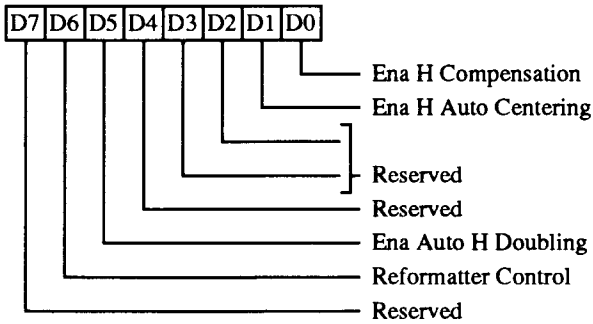 D7 D6 D5 D4 D3 D2 D1 D0
Ena H Compensation
Ena H Auto Centering
Reserved
Reserved
Ena Auto H Doubling
Reformatter Control
Reserved